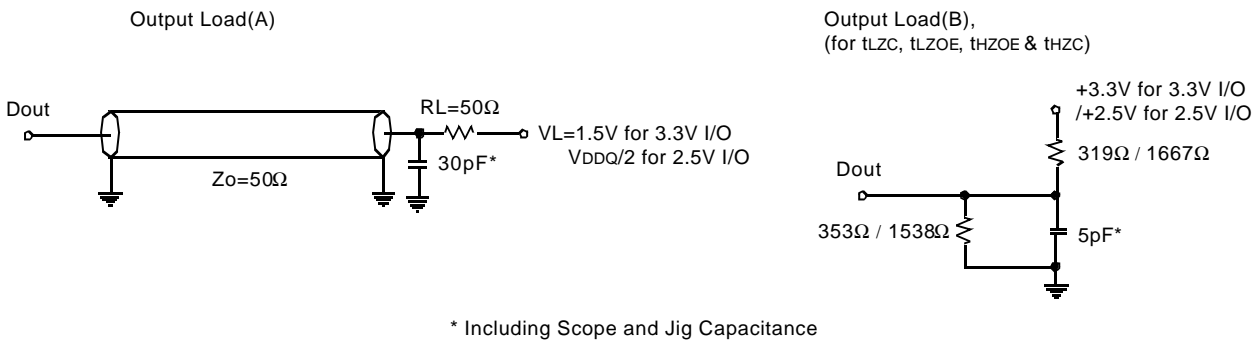 Output Load(A)
Dout
Zo=50Ω
RL=50Ω
30pF*
VL=1.5V for 3.3V I/O
VDDQ/2 for 2.5V I/O
Output Load(B),
(for tLZC, tLZOE, tHZOE & tHZC)
+3.3V for 3.3V I/O
/+2.5V for 2.5V I/O
319Ω / 1667Ω
Dout
353Ω / 1538Ω
5pF*
* Including Scope and Jig Capacitance